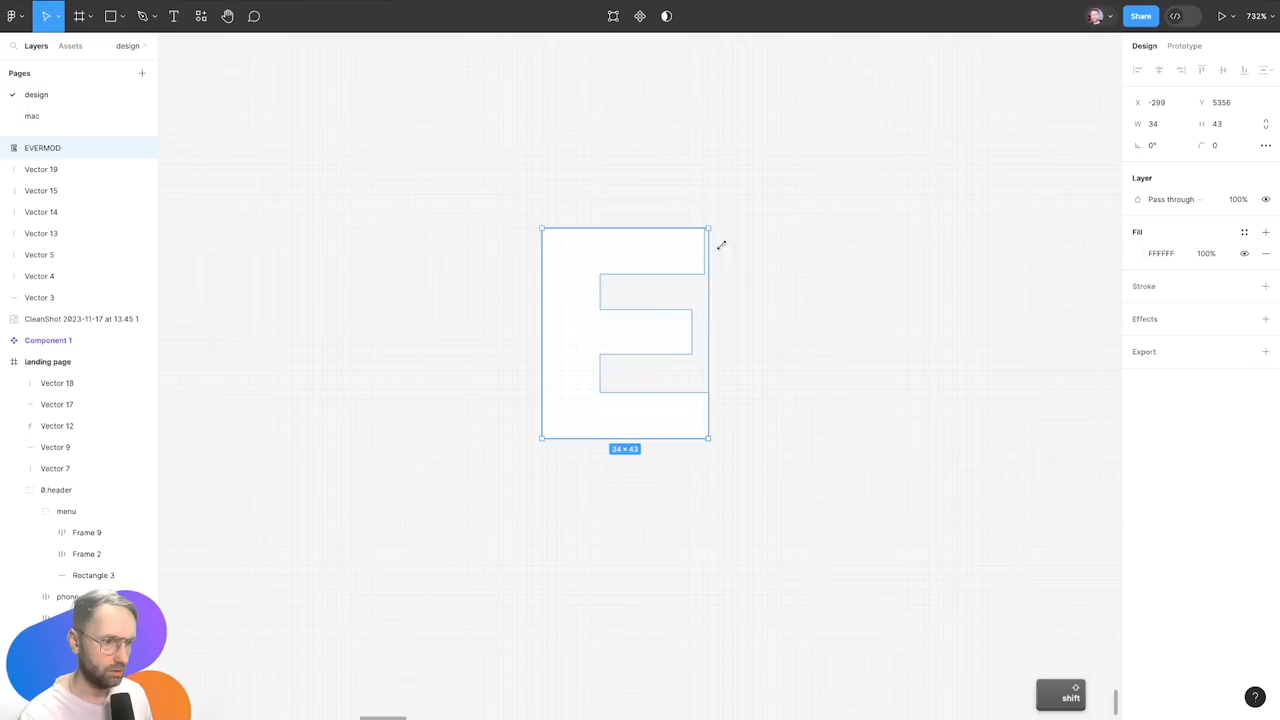 732%
Share
Layers
Assets
design
Design
Prototype
Pages
design
mac
X -299
Y 5356
W 34
H 43
0°
0
EVERMOD
Vector 19
Vector 15
Vector 14
Vector 13
Vector 5
Vector 4
Vector 3
CleanShot 2023-11-17 at 13.45 1
Component 1
landing page
Vector 18
Vector 17
Vector 12
Vector 9
Vector 7
0.header
menu
Frame 9
Frame 2
Rectangle 3
Layer
Pass through
100%
Fill
FFFFFF
100%
Stroke
Effects
Export
E
34 × 43
shift
?